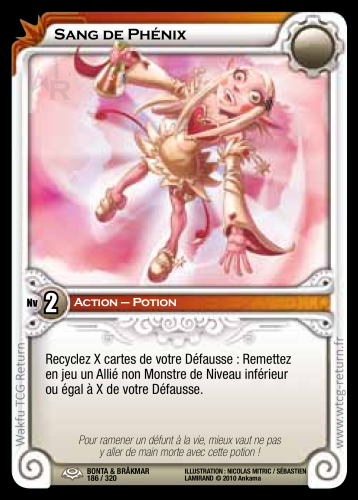 SANG DE PHÉNIX
Nv 2 ACTION – POTION
Recyclez X cartes de votre Défausse : Remettez
en jeu un Allié non Monstre de Niveau inférieur
ou égal à X de votre Défausse.
Pour ramener un défunt à la vie, mieux vaut ne pas
y aller de main morte avec cette potion !
BONTA & BRÂKMAR
186 / 320
ILLUSTRATION : NICOLAS MITRIC / SÉBASTIEN
LAMIRAND © 2010 Ankama
Wakfu TCG Return
www.wtcg-return.fr